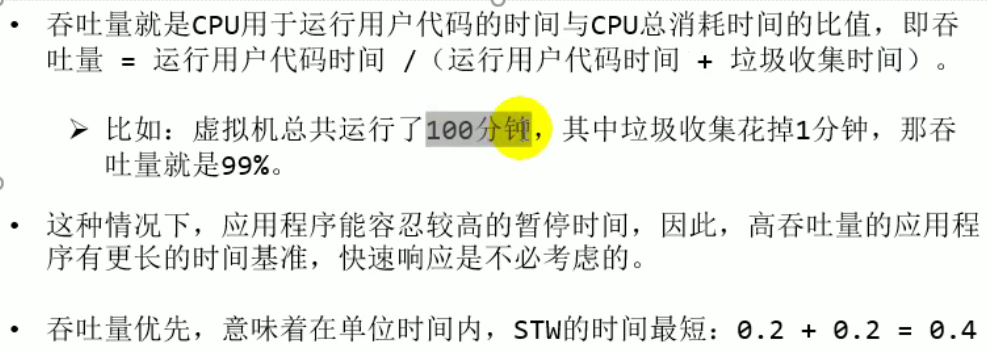 • 吞吐量就是CPU用于运行用户代码的时间与CPU总消耗时间的比值，即吞
吐量 = 运行用户代码时间 /（运行用户代码时间 + 垃圾收集时间）。
➢ 比如：虚拟机总共运行了100分钟，其中垃圾收集花掉1分钟，那吞
吐量就是99%。
• 这种情况下，应用程序能容忍较高的暂停时间，因此，高吞吐量的应用程
序有更长的时间基准，快速响应是不必考虑的。
• 吞吐量优先，意味着在单位时间内，STW的时间最短：0.2 + 0.2 = 0.4